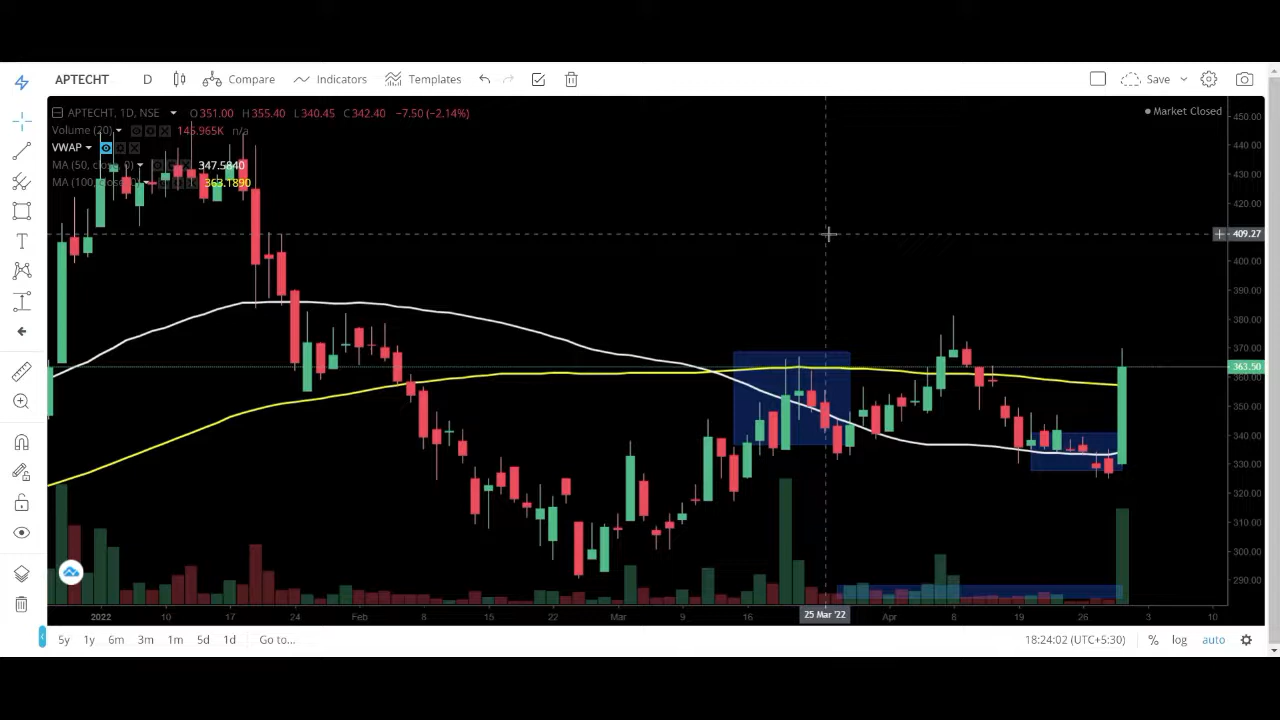 APTECHT D Compare Indicators Templates Save
APTECHT, 1D, NSE O351.00 H355.40 L340.45 C342.40 −7.50 (−2.14%)
Market Closed
Volume (20) 146.965K n/a
VWAP
MA (50, close, 0) 347.5840
MA (100, close, 0) 363.1890
450.00
440.00
430.00
420.00
409.27
400.00
390.00
380.00
370.00
363.50
360.00
350.00
340.00
330.00
320.00
310.00
300.00
290.00
2022 10 17 24 Feb 8 15 22 Mar 9 16 25 Mar '22 Apr 8 19 26 3 10
5y 1y 6m 3m 1m 5d 1d Go to... 18:24:02 (UTC+5:30) % log auto